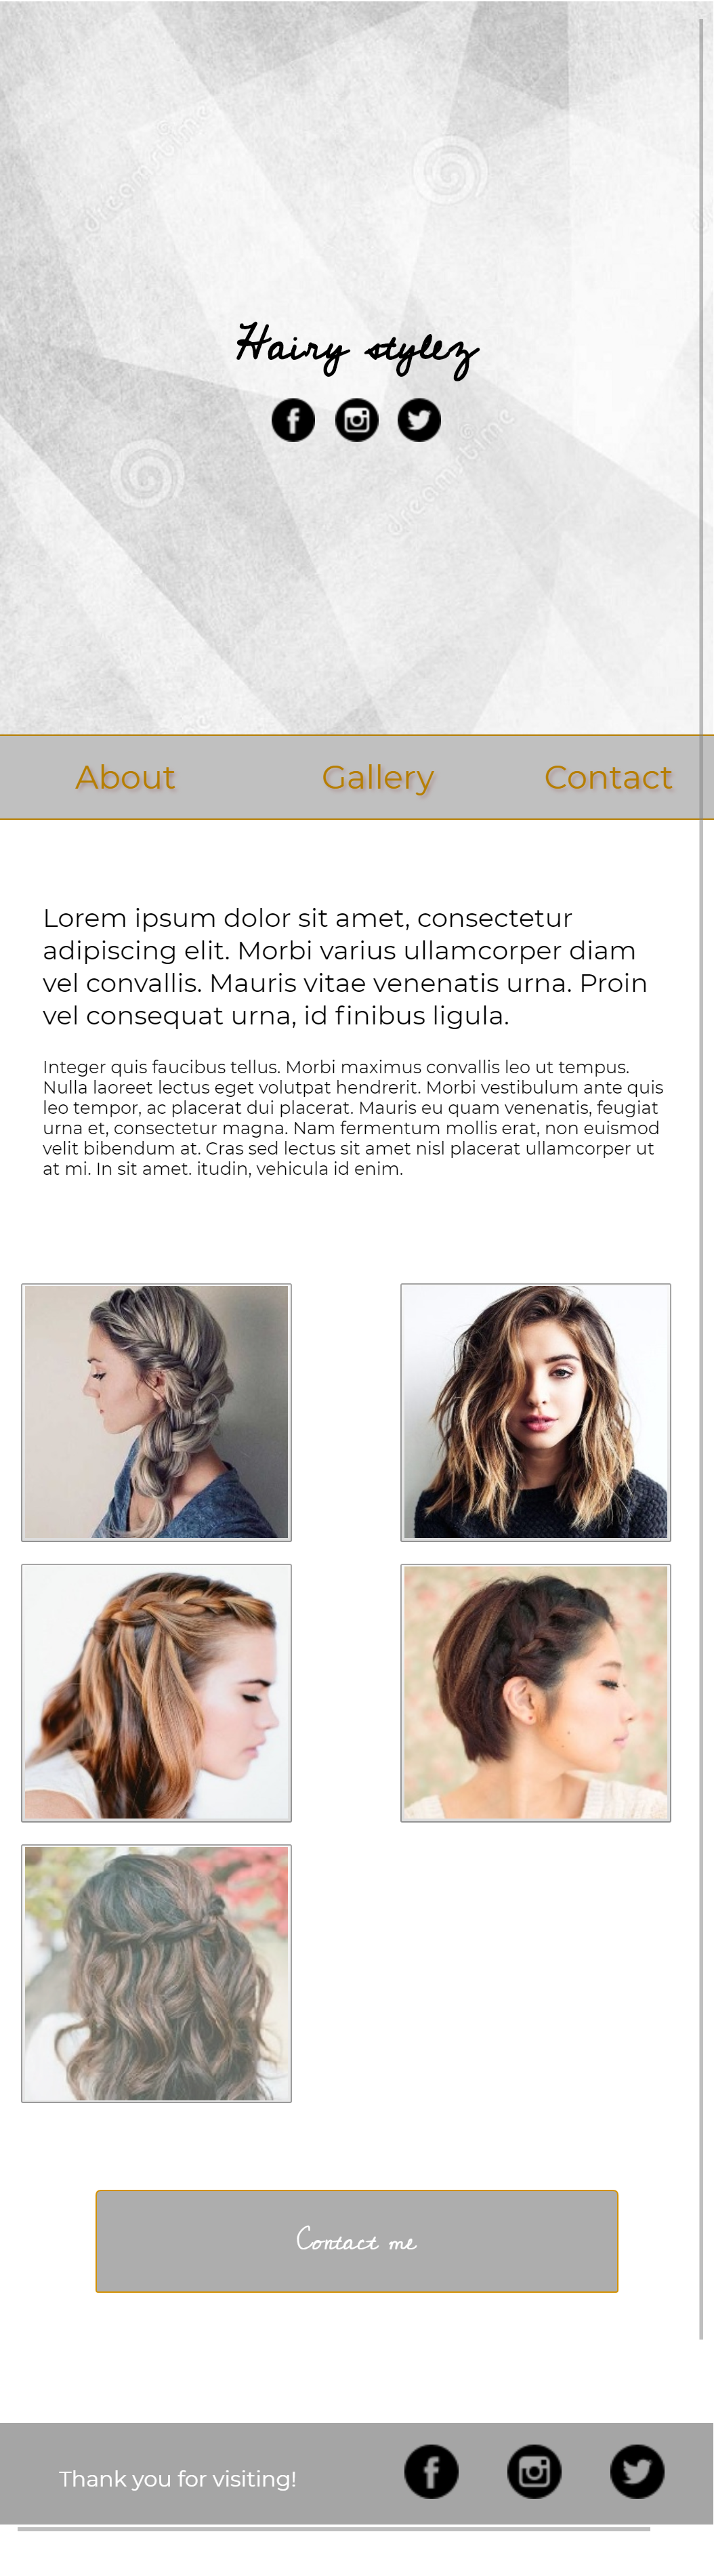 dreamstime
Hairy stylez
dreamstime
About Gallery Contact
Lorem ipsum dolor sit amet, consectetur
adipiscing elit. Morbi varius ullamcorper diam
vel convallis. Mauris vitae venenatis urna. Proin
vel consequat urna, id finibus ligula.
Integer quis faucibus tellus. Morbi maximus convallis leo ut tempus.
Nulla laoreet lectus eget volutpat hendrerit. Morbi vestibulum ante quis
leo tempor, ac placerat dui placerat. Mauris eu quam venenatis, feugiat
urna et, consectetur magna. Nam fermentum mollis erat, non euismod
velit bibendum at. Cras sed lectus sit amet nisl placerat ullamcorper ut
at mi. In sit amet. itudin, vehicula id enim.
Contact me
Thank you for visiting!